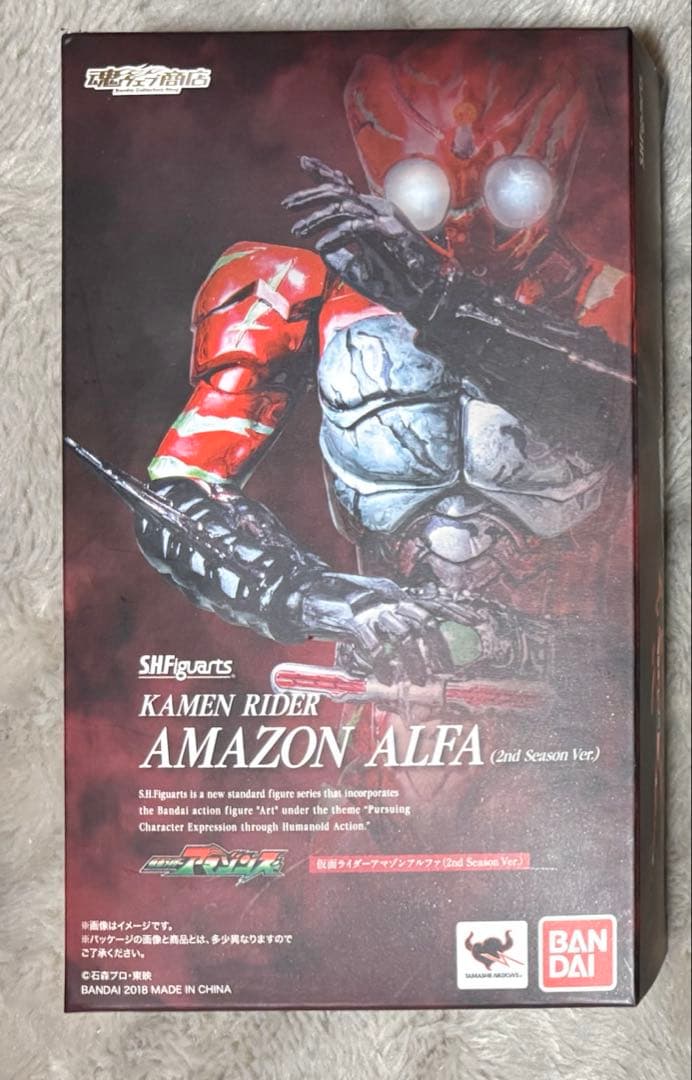 魂ウェブ商店
Bandai Collectors Shop
S.H.Figuarts
KAMEN RIDER
AMAZON ALFA (2nd Season Ver.)
S.H.Figuarts is a new standard figure series that incorporates
the Bandai action figure "Art" under the theme "Pursuing
Character Expression through Humanoid Action."
仮面ライダーアマゾンズ
仮面ライダーアマゾンアルファ(2nd Season Ver.)
※画像はイメージです。
※パッケージの画像と商品とは、多少異なりますので
ご了承ください。
©石森プロ・東映
BANDAI 2018 MADE IN CHINA
TAMASHII NATIONS
BAN
DAI